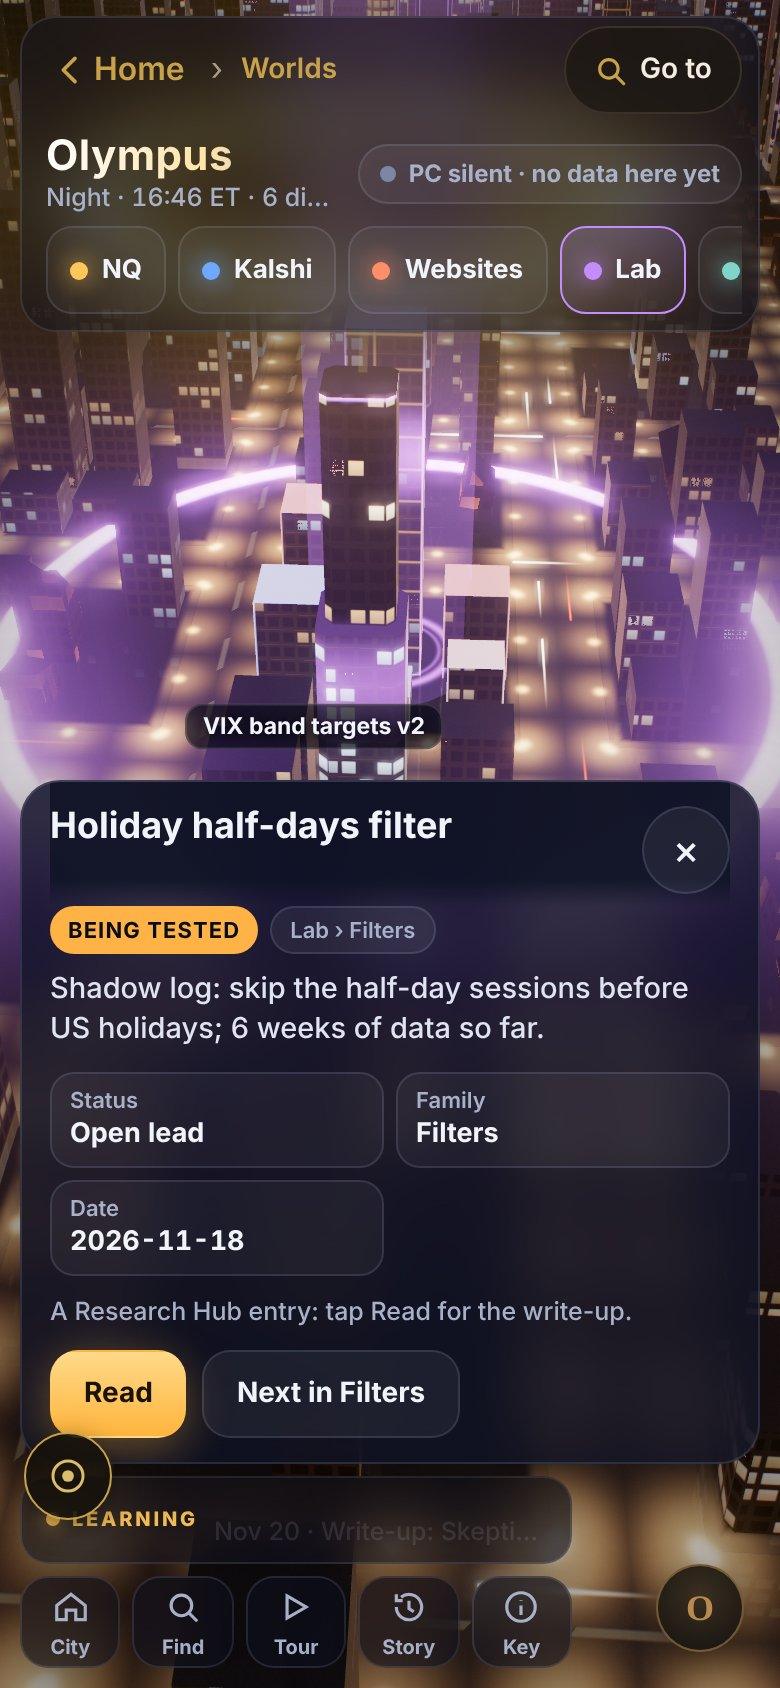 Home › Worlds
Go to
Olympus
Night · 16:46 ET · 6 di...
PC silent · no data here yet
NQ
Kalshi
Websites
Lab
VIX band targets v2
Holiday half-days filter
×
BEING TESTED
Lab › Filters
Shadow log: skip the half-day sessions before
US holidays; 6 weeks of data so far.
Status
Open lead
Family
Filters
Date
2026-11-18
A Research Hub entry: tap Read for the write-up.
Read
Next in Filters
LEARNING
Nov 20 · Write-up: Skepti...
City
Find
Tour
Story
Key
O